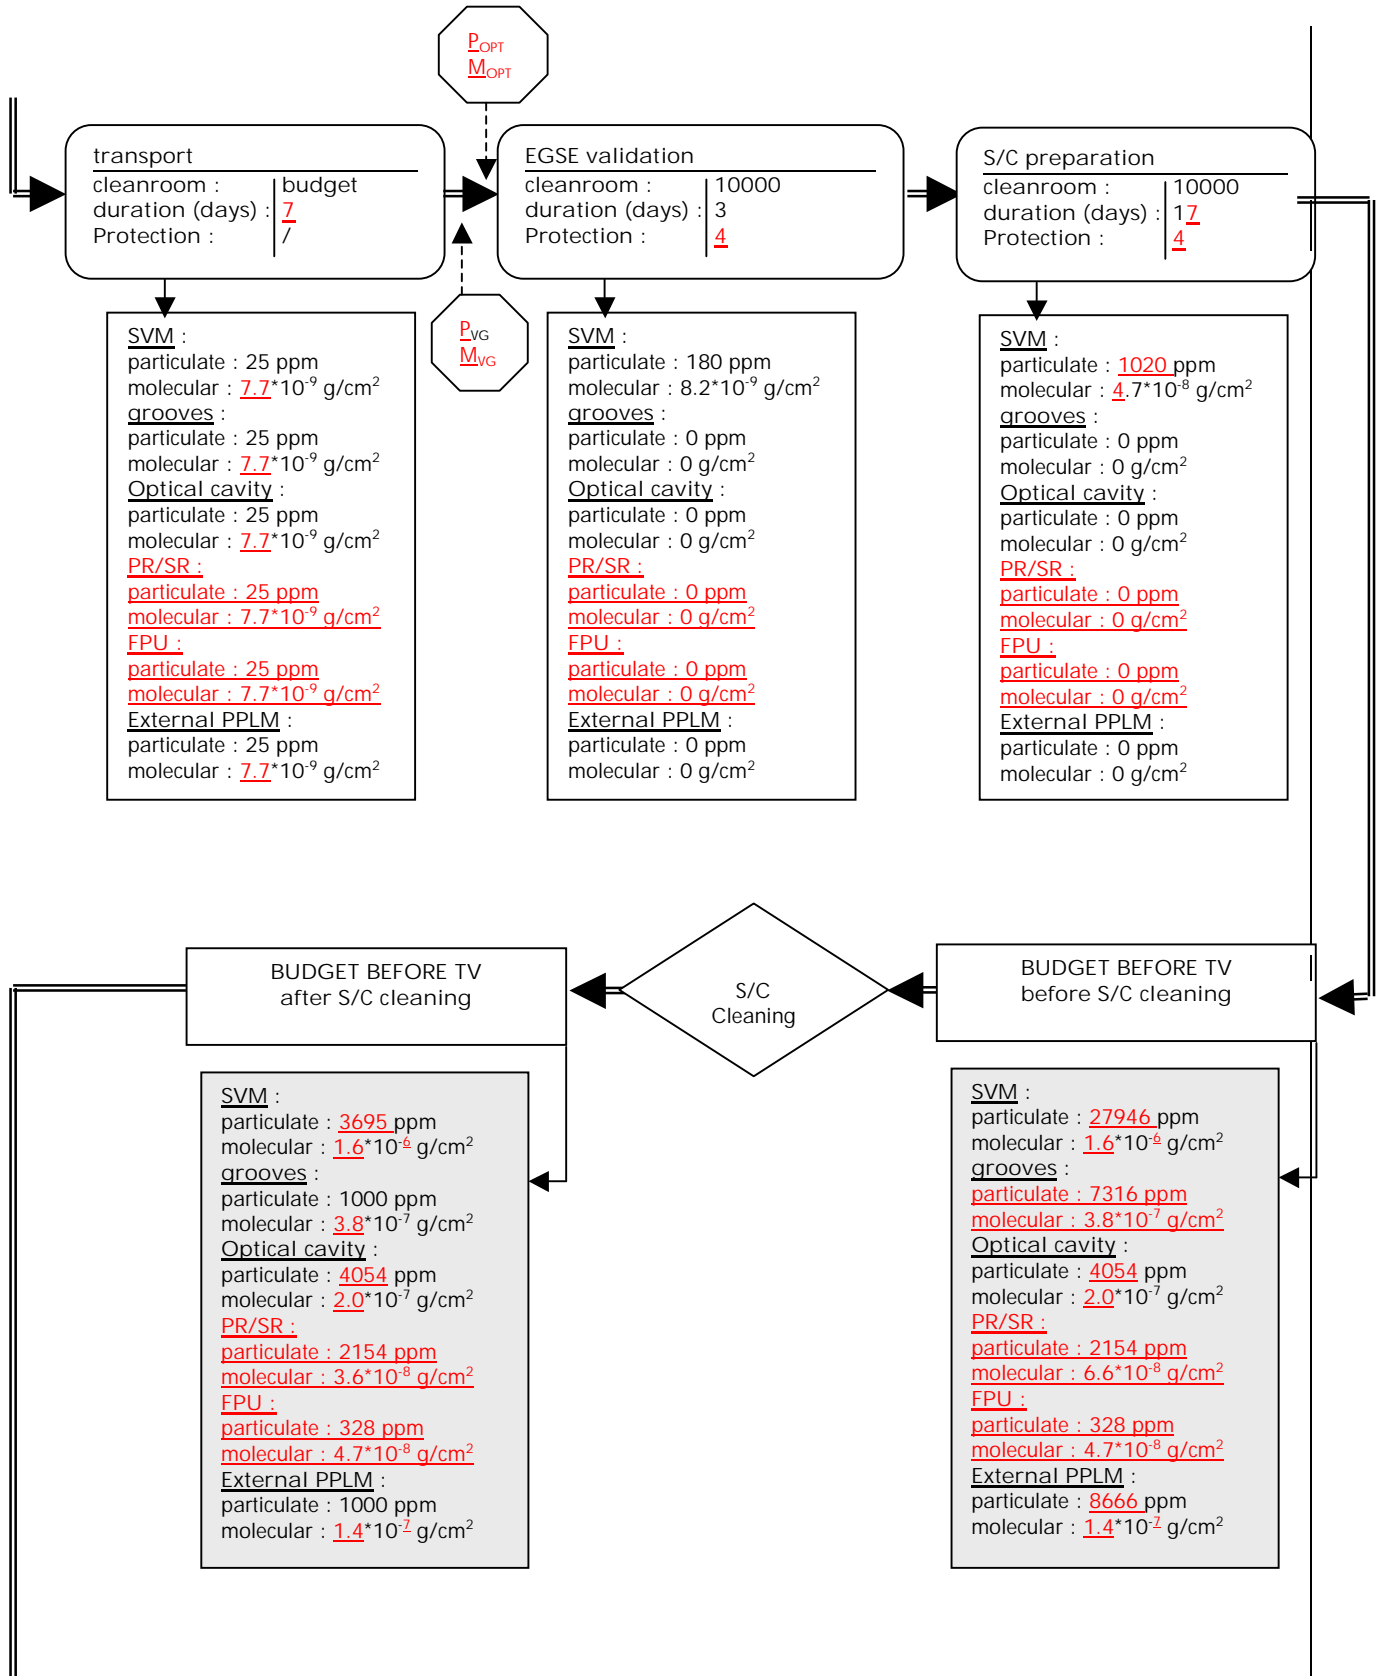 P_OPT
M_OPT
transport
cleanroom : budget
duration (days) : 7
Protection : /
EGSE validation
cleanroom : 10000
duration (days) : 3
Protection : 4
S/C preparation
cleanroom : 10000
duration (days) : 17
Protection : 4
P_VG
M_VG
SVM :
particulate : 25 ppm
molecular : 7.7*10⁻⁹ g/cm²
grooves :
particulate : 25 ppm
molecular : 7.7*10⁻⁹ g/cm²
Optical cavity :
particulate : 25 ppm
molecular : 7.7*10⁻⁹ g/cm²
PR/SR :
particulate : 25 ppm
molecular : 7.7*10⁻⁹ g/cm²
FPU :
particulate : 25 ppm
molecular : 7.7*10⁻⁹ g/cm²
External PPLM :
particulate : 25 ppm
molecular : 7.7*10⁻⁹ g/cm²
SVM :
particulate : 180 ppm
molecular : 8.2*10⁻⁹ g/cm²
grooves :
particulate : 0 ppm
molecular : 0 g/cm²
Optical cavity :
particulate : 0 ppm
molecular : 0 g/cm²
PR/SR :
particulate : 0 ppm
molecular : 0 g/cm²
FPU :
particulate : 0 ppm
molecular : 0 g/cm²
External PPLM :
particulate : 0 ppm
molecular : 0 g/cm²
SVM :
particulate : 1020 ppm
molecular : 4.7*10⁻⁸ g/cm²
grooves :
particulate : 0 ppm
molecular : 0 g/cm²
Optical cavity :
particulate : 0 ppm
molecular : 0 g/cm²
PR/SR :
particulate : 0 ppm
molecular : 0 g/cm²
FPU :
particulate : 0 ppm
molecular : 0 g/cm²
External PPLM :
particulate : 0 ppm
molecular : 0 g/cm²
BUDGET BEFORE TV
after S/C cleaning
S/C
Cleaning
BUDGET BEFORE TV
before S/C cleaning
SVM :
particulate : 3695 ppm
molecular : 1.6*10⁻⁶ g/cm²
grooves :
particulate : 1000 ppm
molecular : 3.8*10⁻⁷ g/cm²
Optical cavity :
particulate : 4054 ppm
molecular : 2.0*10⁻⁷ g/cm²
PR/SR :
particulate : 2154 ppm
molecular : 3.6*10⁻⁸ g/cm²
FPU :
particulate : 328 ppm
molecular : 4.7*10⁻⁸ g/cm²
External PPLM :
particulate : 1000 ppm
molecular : 1.4*10⁻⁷ g/cm²
SVM :
particulate : 27946 ppm
molecular : 1.6*10⁻⁶ g/cm²
grooves :
particulate : 7316 ppm
molecular : 3.8*10⁻⁷ g/cm²
Optical cavity :
particulate : 4054 ppm
molecular : 2.0*10⁻⁷ g/cm²
PR/SR :
particulate : 2154 ppm
molecular : 6.6*10⁻⁸ g/cm²
FPU :
particulate : 328 ppm
molecular : 4.7*10⁻⁸ g/cm²
External PPLM :
particulate : 8666 ppm
molecular : 1.4*10⁻⁷ g/cm²